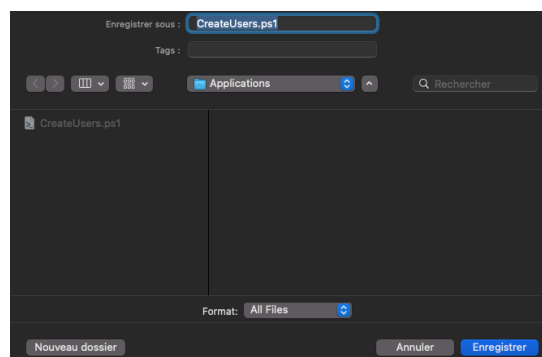 Enregistrer sous : CreateUsers.ps1
Tags :
Applications Rechercher
CreateUsers.ps1
Format: All Files
Nouveau dossier Annuler Enregistrer